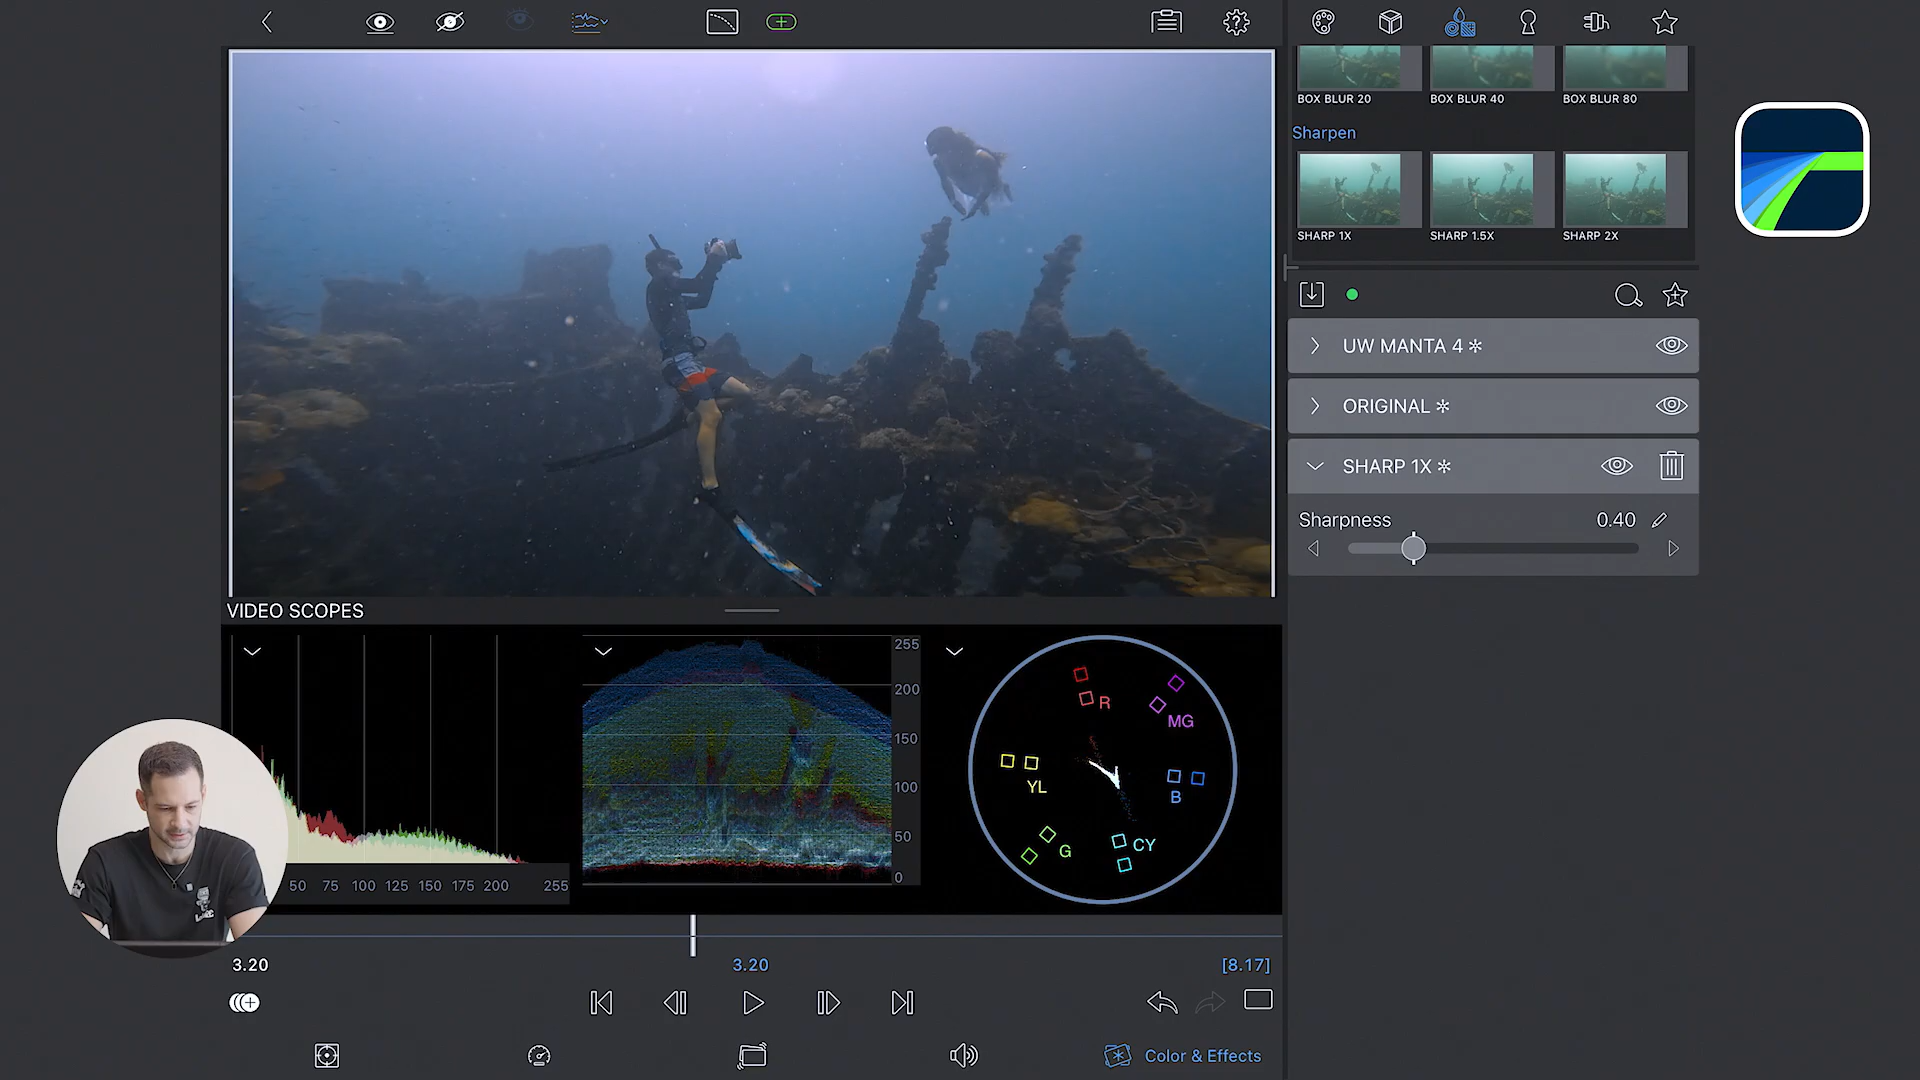 BOX BLUR 20
BOX BLUR 40
BOX BLUR 80
Sharpen
SHARP 1X
SHARP 1.5X
SHARP 2X
UW MANTA 4 ✲
ORIGINAL ✲
SHARP 1X ✲
Sharpness 0.40
VIDEO SCOPES
50 75 100 125 150 175 200 255
255
200
150
100
50
0
R
MG
YL
B
G
CY
3.20
3.20
[8.17]
Color & Effects